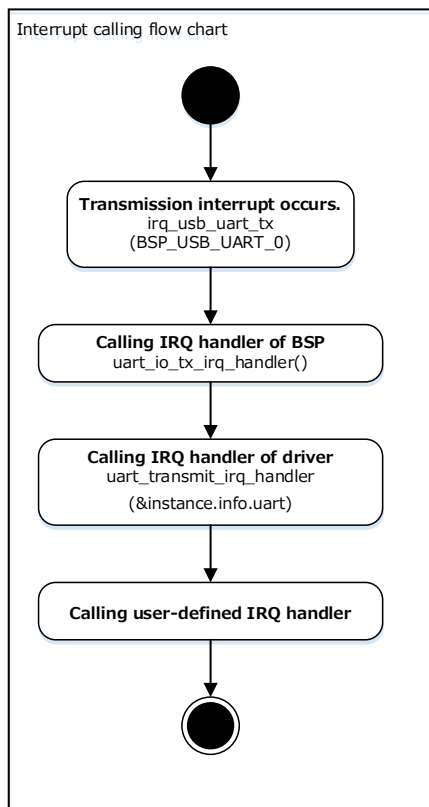 Interrupt calling flow chart
Transmission interrupt occurs.
irq_usb_uart_tx
(BSP_USB_UART_0)
Calling IRQ handler of BSP
uart_io_tx_irq_handler()
Calling IRQ handler of driver
uart_transmit_irq_handler
(&instance.info.uart)
Calling user-defined IRQ handler